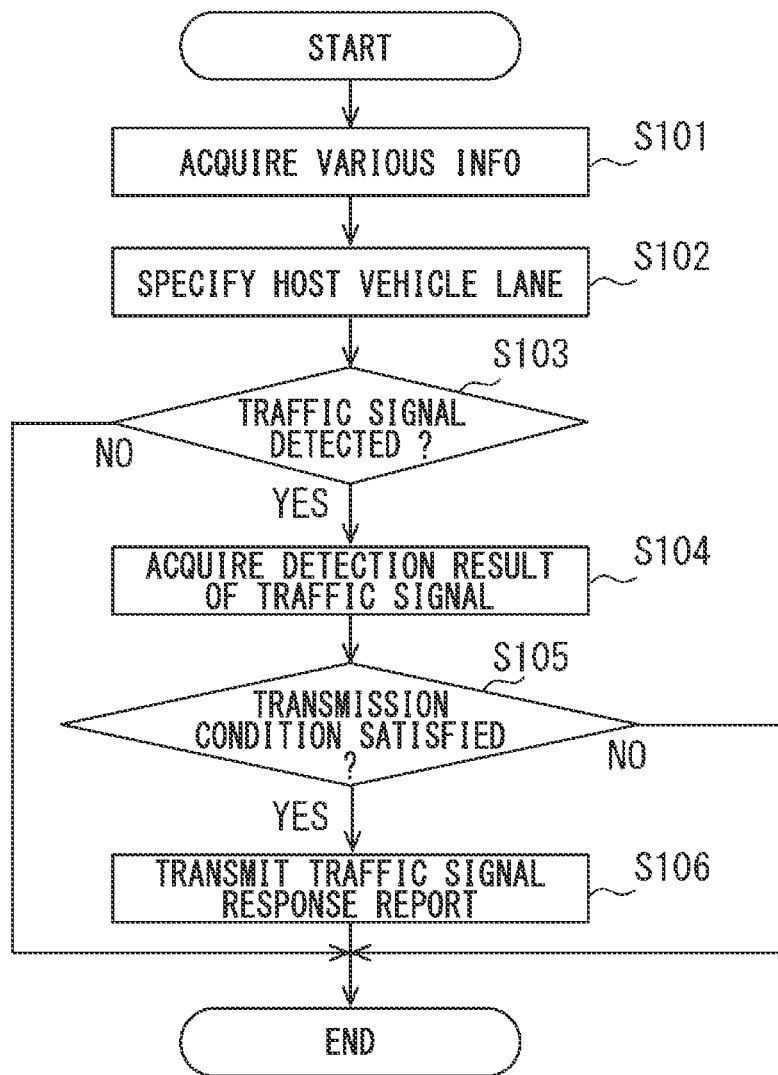 START
S101
ACQUIRE VARIOUS INFO
S102
SPECIFY HOST VEHICLE LANE
S103
TRAFFIC SIGNAL
DETECTED ?
NO
YES
S104
ACQUIRE DETECTION RESULT
OF TRAFFIC SIGNAL
S105
TRANSMISSION
CONDITION SATISFIED
?
NO
YES
S106
TRANSMIT TRAFFIC SIGNAL
RESPONSE REPORT
END